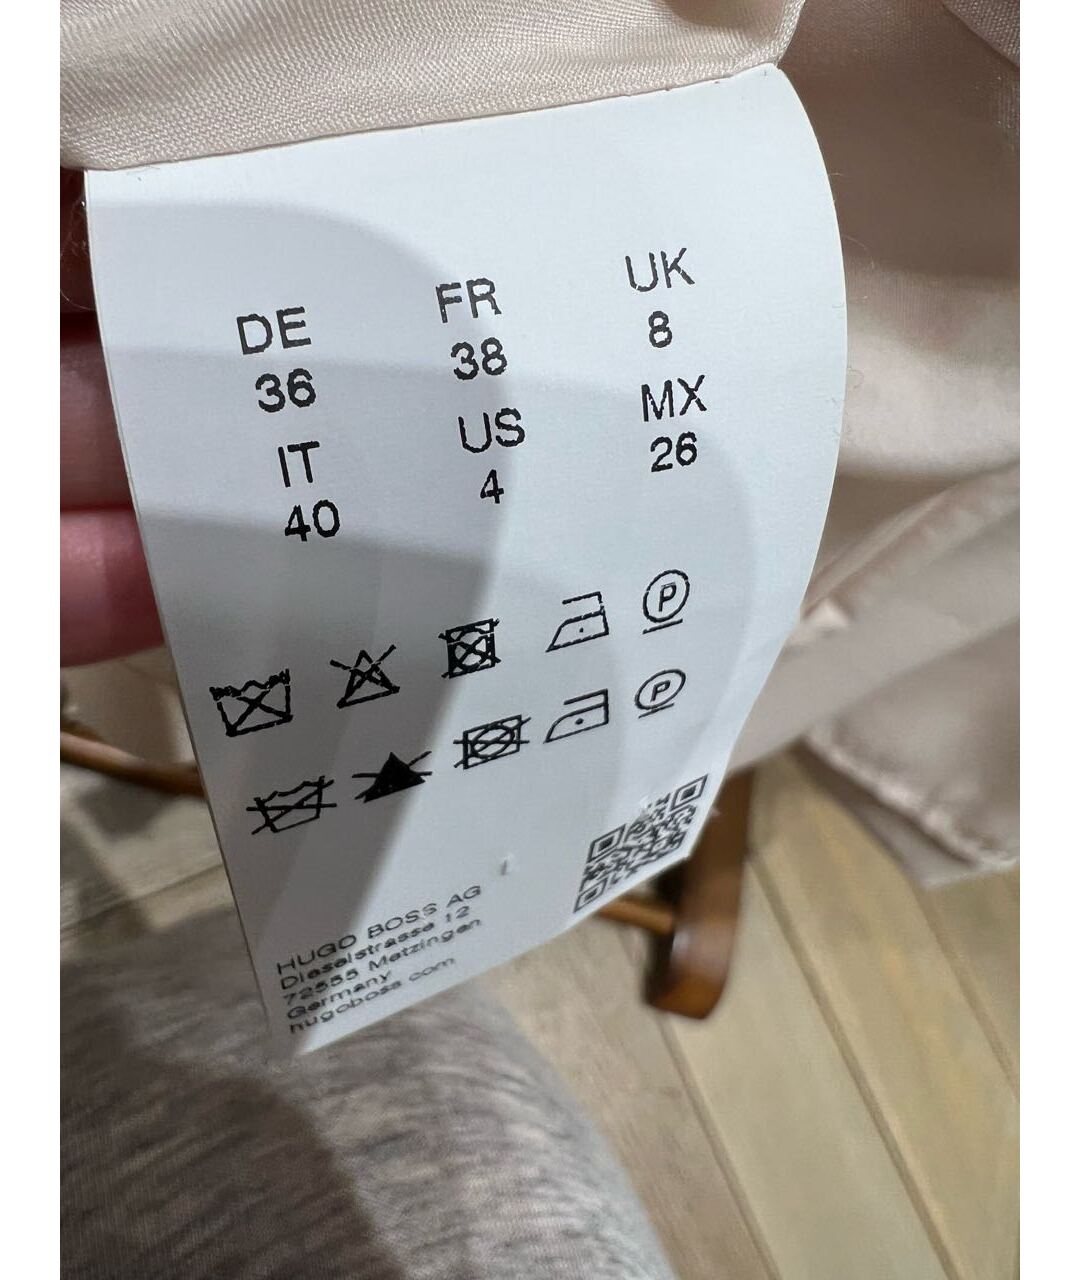 DE FR UK
36 38 8
IT US MX
40 4 26
P
P
HUGO BOSS AG
Dieselstrasse 12
72555 Metzingen
Germany
hugoboss.com